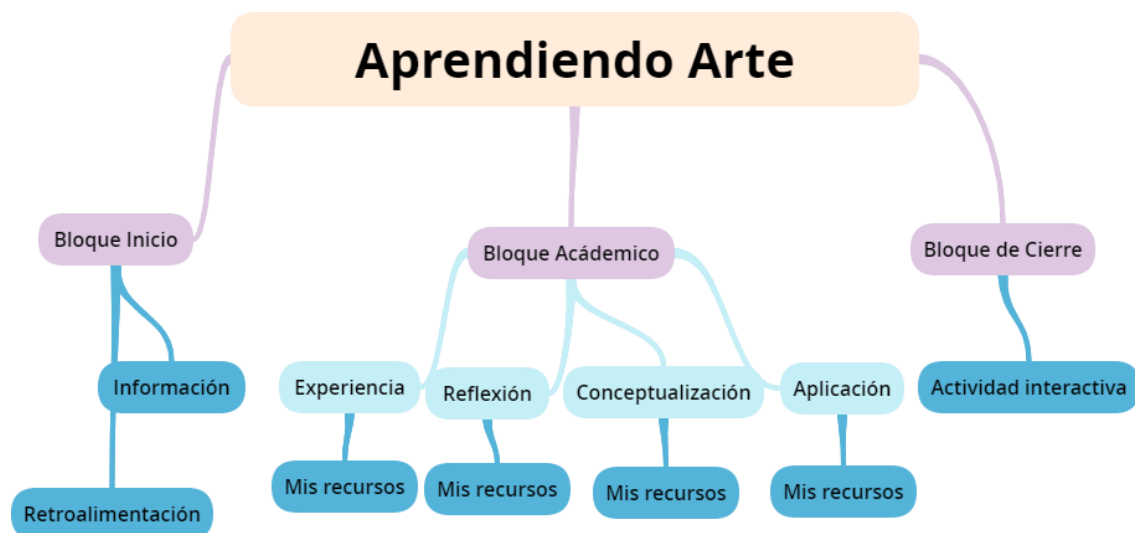 Aprendiendo Arte
Bloque Inicio
Bloque Acádemico
Bloque de Cierre
Información
Experiencia
Reflexión
Conceptualización
Aplicación
Actividad interactiva
Retroalimentación
Mis recursos
Mis recursos
Mis recursos
Mis recursos